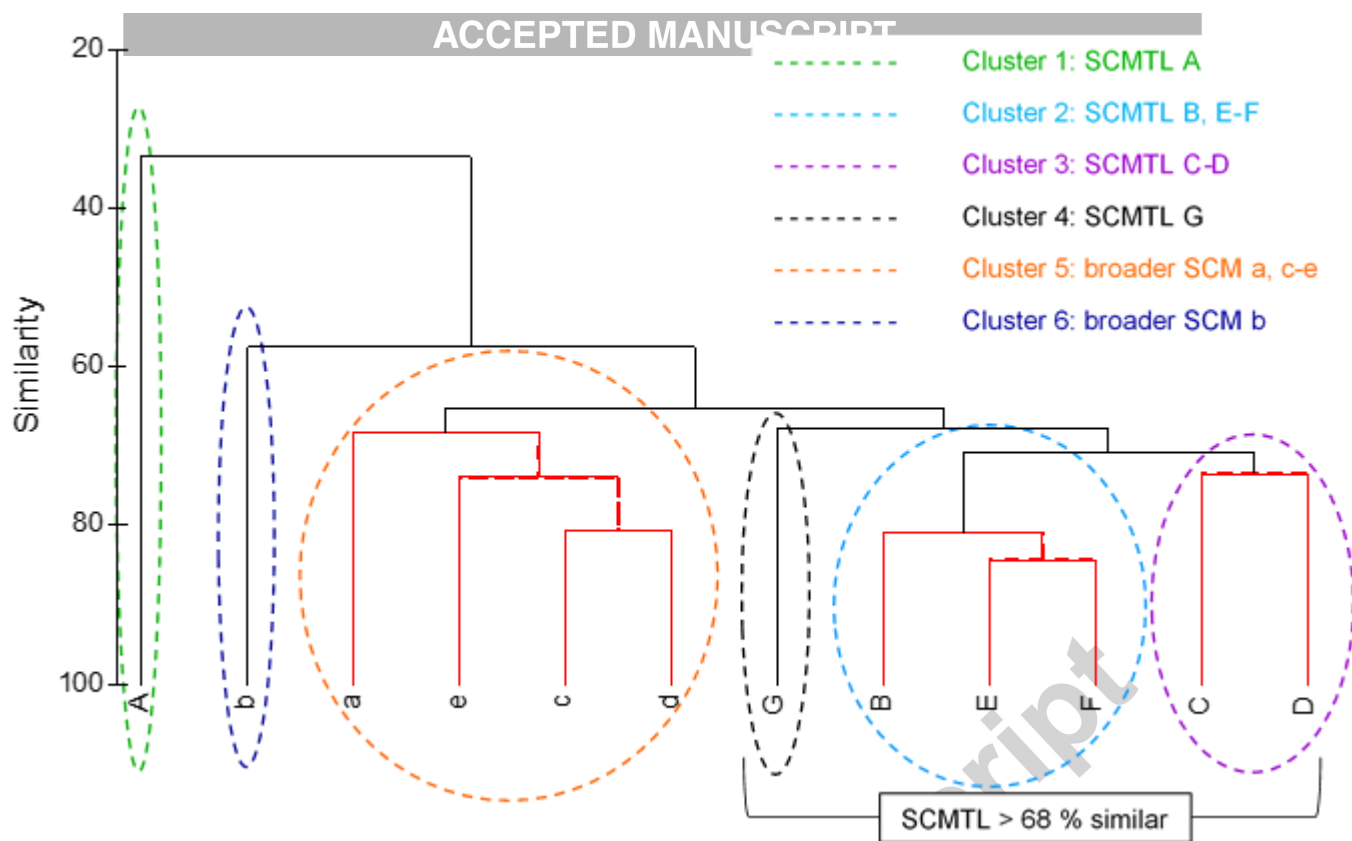 ACCEPTED MANUSCRIPT
20
40
60
80
100
Similarity
Cluster 1: SCMTL A
Cluster 2: SCMTL B, E-F
Cluster 3: SCMTL C-D
Cluster 4: SCMTL G
Cluster 5: broader SCM a, c-e
Cluster 6: broader SCM b
A
b
a
e
c
d
G
B
E
F
C
D
SCMTL > 68 % similar